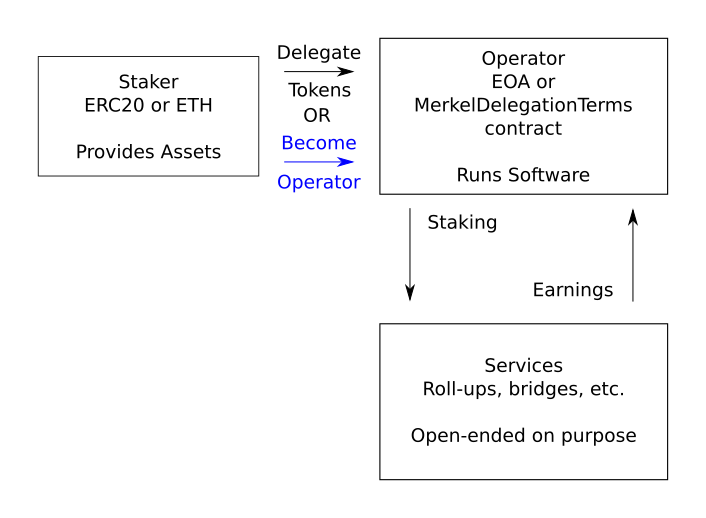 Staker
ERC20 or ETH
Provides Assets
Delegate
Tokens
OR
Become
Operator
Operator
EOA or
MerkelDelegationTerms
contract
Runs Software
Staking
Earnings
Services
Roll-ups, bridges, etc.
Open-ended on purpose